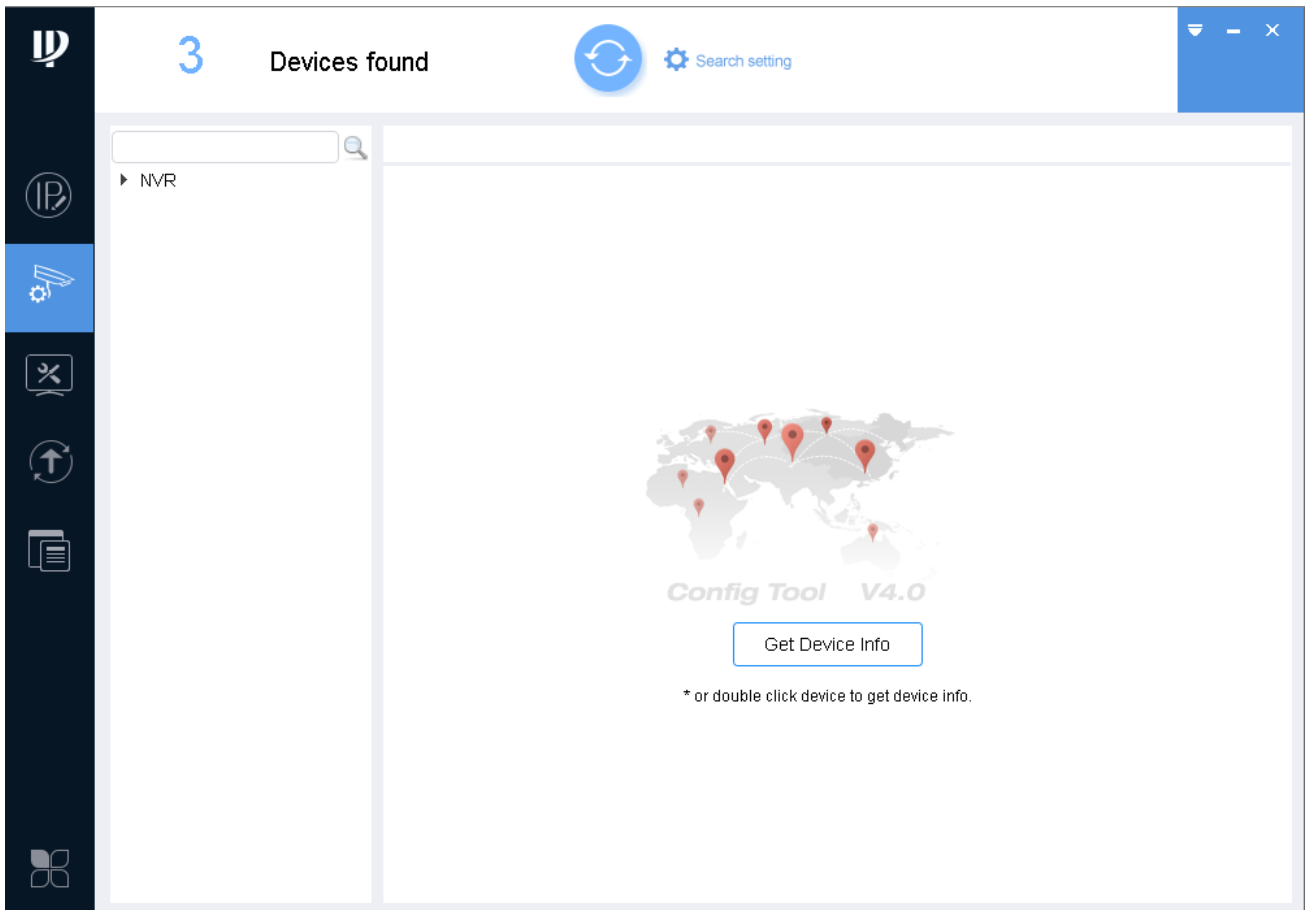 3 Devices found
Search setting
NVR
IP
Config Tool V4.0
Get Device Info
* or double click device to get device info.